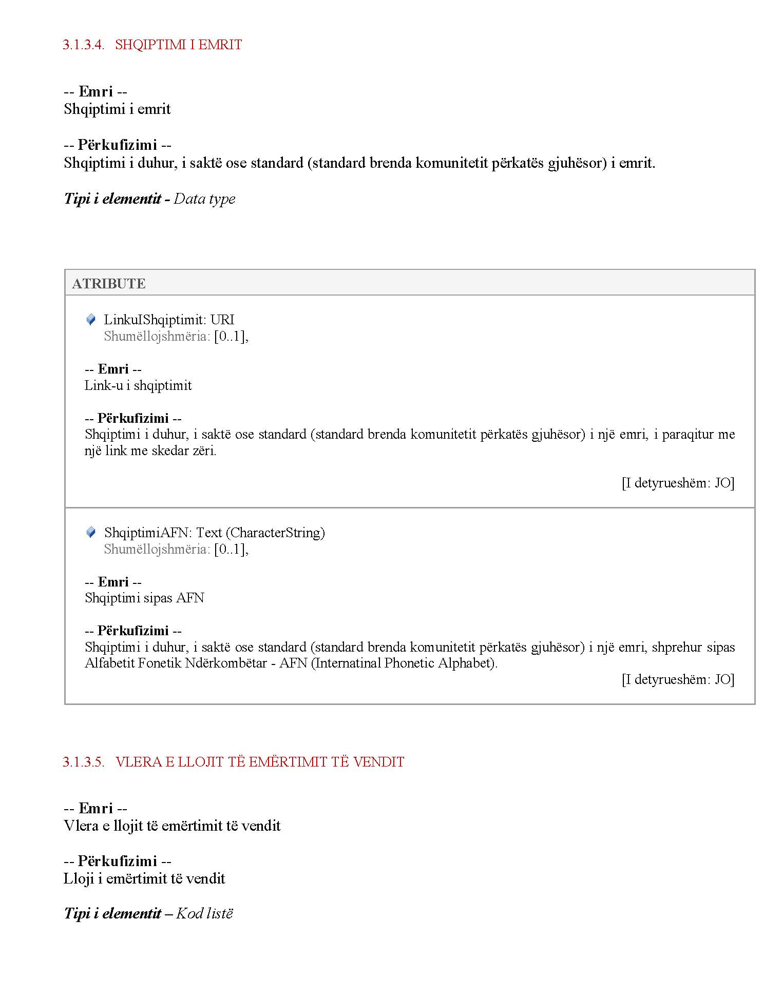 3.1.3.4. SHQIPTIMI I EMRIT
-- Emri --
Shqiptimi i emrit
-- Përkufizimi --
Shqiptimi i duhur, i saktë ose standard (standard brenda komunitetit përkatës gjuhësor) i emrit.
Tipi i elementit - Data type
ATRIBUTE
LinkuIShqiptimit: URI
Shumëllojshmëria: [0..1],
-- Emri --
Link-u i shqiptimit
-- Përkufizimi --
Shqiptimi i duhur, i saktë ose standard (standard brenda komunitetit përkatës gjuhësor) i një emri, i paraqitur me
një link me skedar zëri.
[I detyrueshëm: JO]
ShqiptimiAFN: Text (CharacterString)
Shumëllojshmëria: [0..1],
-- Emri --
Shqiptimi sipas AFN
-- Përkufizimi --
Shqiptimi i duhur, i saktë ose standard (standard brenda komunitetit përkatës gjuhësor) i një emri, shprehur sipas
Alfabetit Fonetik Ndërkombëtar - AFN (Internatinal Phonetic Alphabet).
[I detyrueshëm: JO]
3.1.3.5. VLERA E LLOJIT TË EMËRTIMIT TË VENDIT
-- Emri --
Vlera e llojit të emërtimit të vendit
-- Përkufizimi --
Lloji i emërtimit të vendit
Tipi i elementit – Kod listë